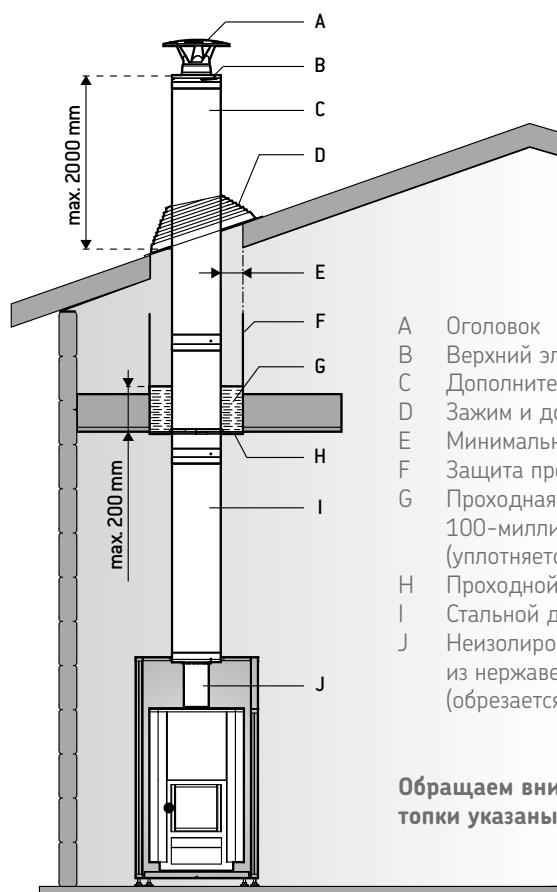 A
B
C
D
E
F
G
H
I
J
max. 2000 mm
max. 200 mm
A Оголовок
B Верхний эл
C Дополните
D Зажим и до
E Минимальн
F Защита про
G Проходная
100-милли
(уплотняетс
H Проходной
I Стальной д
J Неизолиро
из нержаве
(обрезается
Обращаем вни
топки указаны